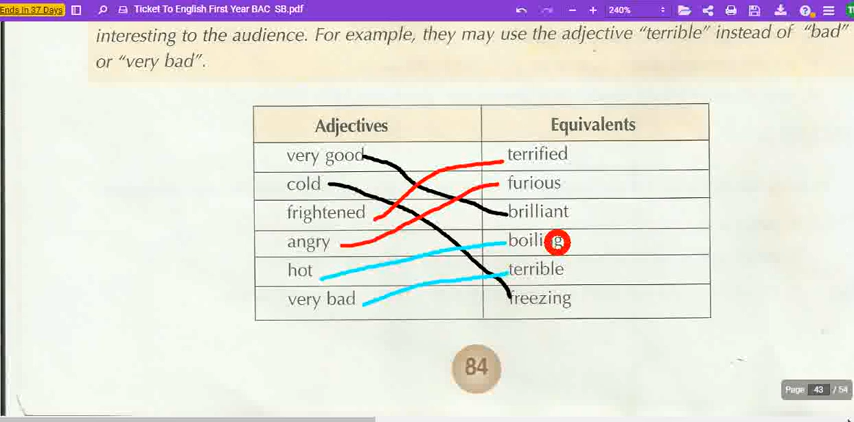 Ends in 37 Days Ticket To English First Year BAC SB.pdf 240%
interesting to the audience. For example, they may use the adjective “terrible” instead of “bad”
or “very bad”.
Adjectives Equivalents
very good terrified
cold furious
frightened brilliant
angry boiling
hot terrible
very bad freezing
84
Page 43 / 54